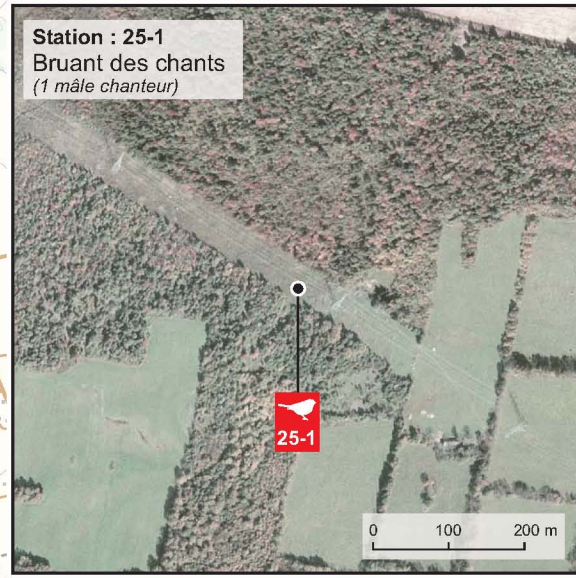 Station : 25-1
Bruant des chants
(1 mâle chanteur)
25-1
0 100 200 m